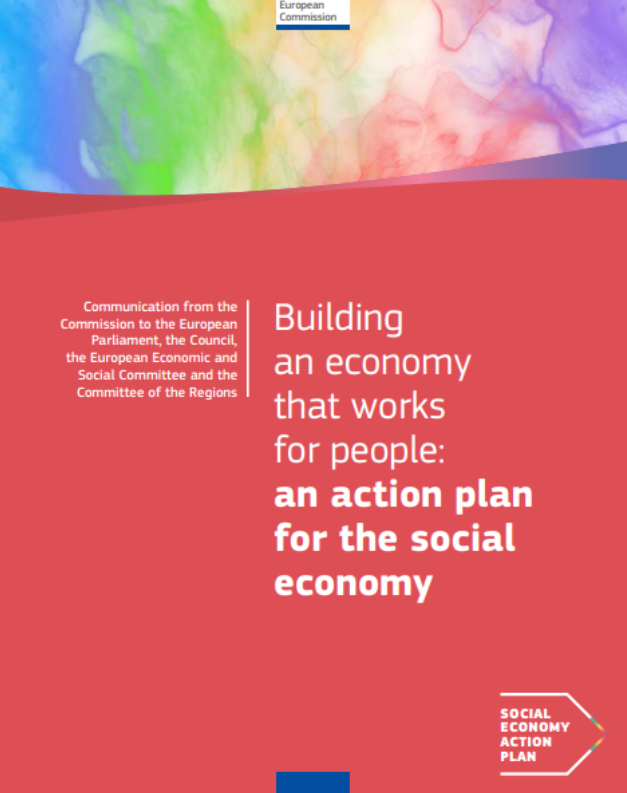 European
Commission
Communication from the
Commission to the European
Parliament, the Council,
the European Economic and
Social Committee and the
Committee of the Regions
Building
an economy
that works
for people:
an action plan
for the social
economy
SOCIAL
ECONOMY
ACTION
PLAN